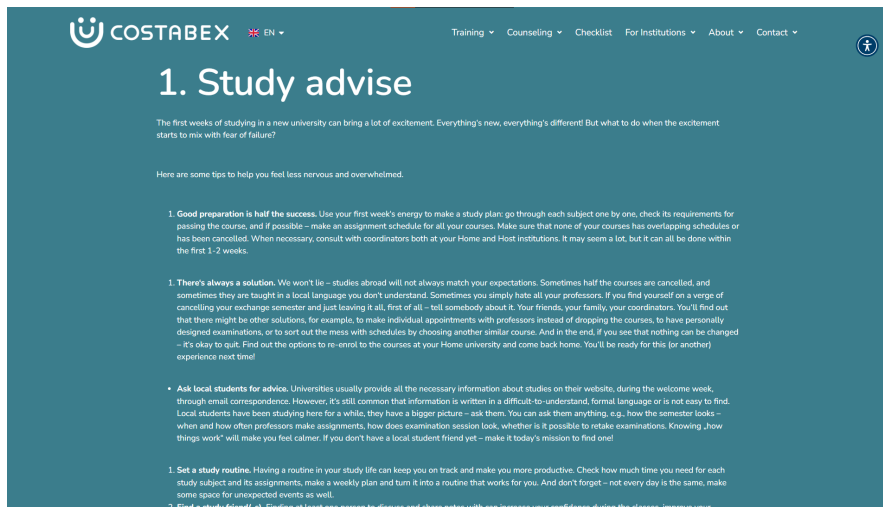 COSTABEX
EN
Training
Counseling
Checklist
For Institutions
About
Contact
1. Study advise
The first weeks of studying in a new university can bring a lot of excitement. Everything's new, everything's different! But what to do when the excitement
starts to mix with fear of failure?
Here are some tips to help you feel less nervous and overwhelmed.
1. Good preparation is half the success. Use your first week's energy to make a study plan: go through each subject one by one, check its requirements for
passing the course, and if possible – make an assignment schedule for all your courses. Make sure that none of your courses has overlapping schedules or
has been cancelled. When necessary, consult with coordinators both at your Home and Host institutions. It may seem a lot, but it can all be done within
the first 1-2 weeks.
1. There's always a solution. We won't lie – studies abroad will not always match your expectations. Sometimes half the courses are cancelled, and
sometimes they are taught in a local language you don't understand. Sometimes you simply hate all your professors. If you find yourself on a verge of
cancelling your exchange semester and just leaving it all, first of all – tell somebody about it. Your friends, your family, your coordinators. You'll find out
that there might be other solutions, for example, to make individual appointments with professors instead of dropping the courses, to have personally
designed examinations, or to sort out the mess with schedules by choosing another similar course. And in the end, if you see that nothing can be changed
– it's okay to quit. Find out the options to re-enrol to the courses at your Home university and come back home. You'll be ready for this (or another)
experience next time!
• Ask local students for advice. Universities usually provide all the necessary information about studies on their website, during the welcome week,
through email correspondence. However, it's still common that information is written in a difficult-to-understand, formal language or is not easy to find.
Local students have been studying here for a while, they have a bigger picture – ask them. You can ask them anything, e.g., how the semester looks –
when and how often professors make assignments, how does examination session look, whether is it possible to retake examinations. Knowing „how
things work" will make you feel calmer. If you don't have a local student friend yet – make it today's mission to find one!
1. Set a study routine. Having a routine in your study life can keep you on track and make you more productive. Check how much time you need for each
study subject and its assignments, make a weekly plan and turn it into a routine that works for you. And don't forget – not every day is the same, make
some space for unexpected events as well.
2. Find a study friend(-s). Finding at least one person to discuss and share notes with can increase your confidence during the classes, improve your